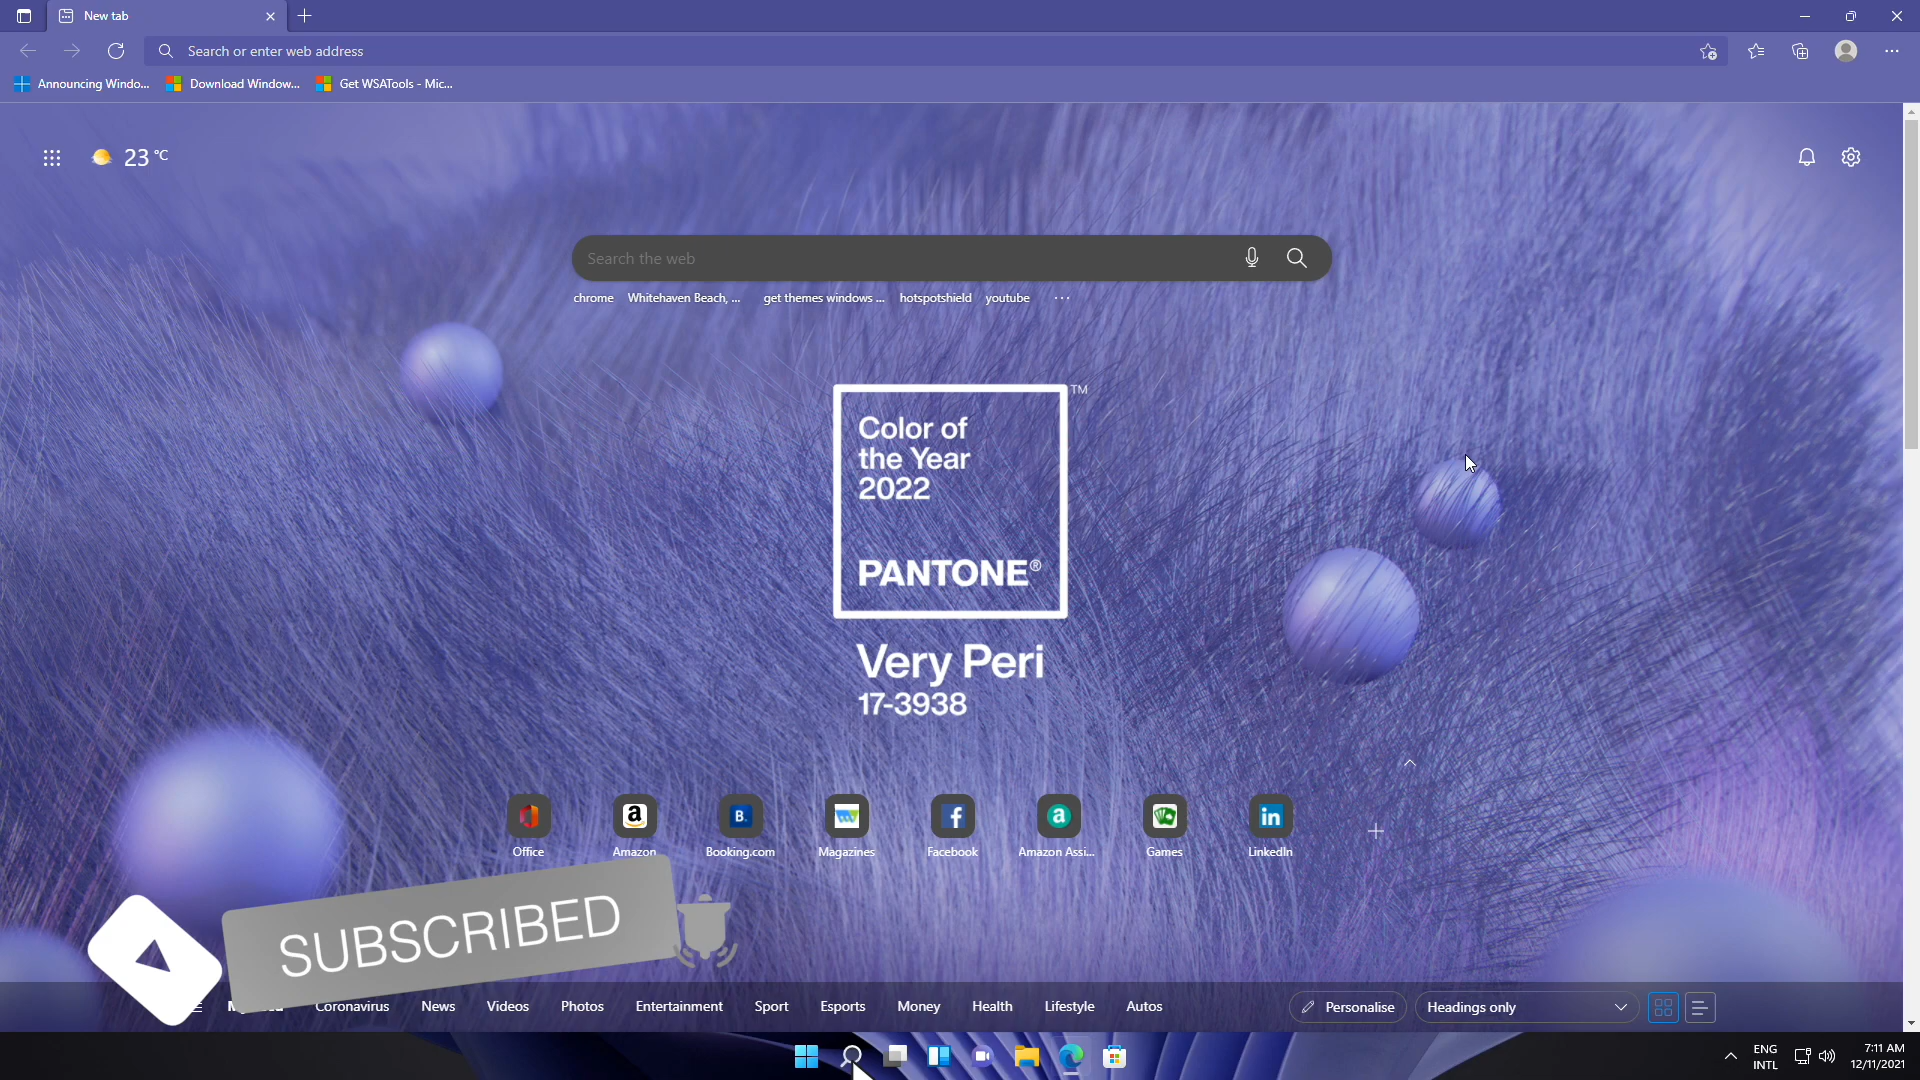 New tab
Search or enter web address
Announcing Windo... Download Window... Get WSATools - Mic...
23 °C
Search the web
chrome Whitehaven Beach, ... get themes windows ... hotspotshield youtube ...
TM
Color of
the Year
2022
PANTONE®
Very Peri
17-3938
Office Amazon Booking.com Magazines Facebook Amazon Assi... Games LinkedIn
SUBSCRIBED
Coronavirus News Videos Photos Entertainment Sport Esports Money Health Lifestyle Autos Personalise Headings only
ENG
INTL
7:11 AM
12/11/2021